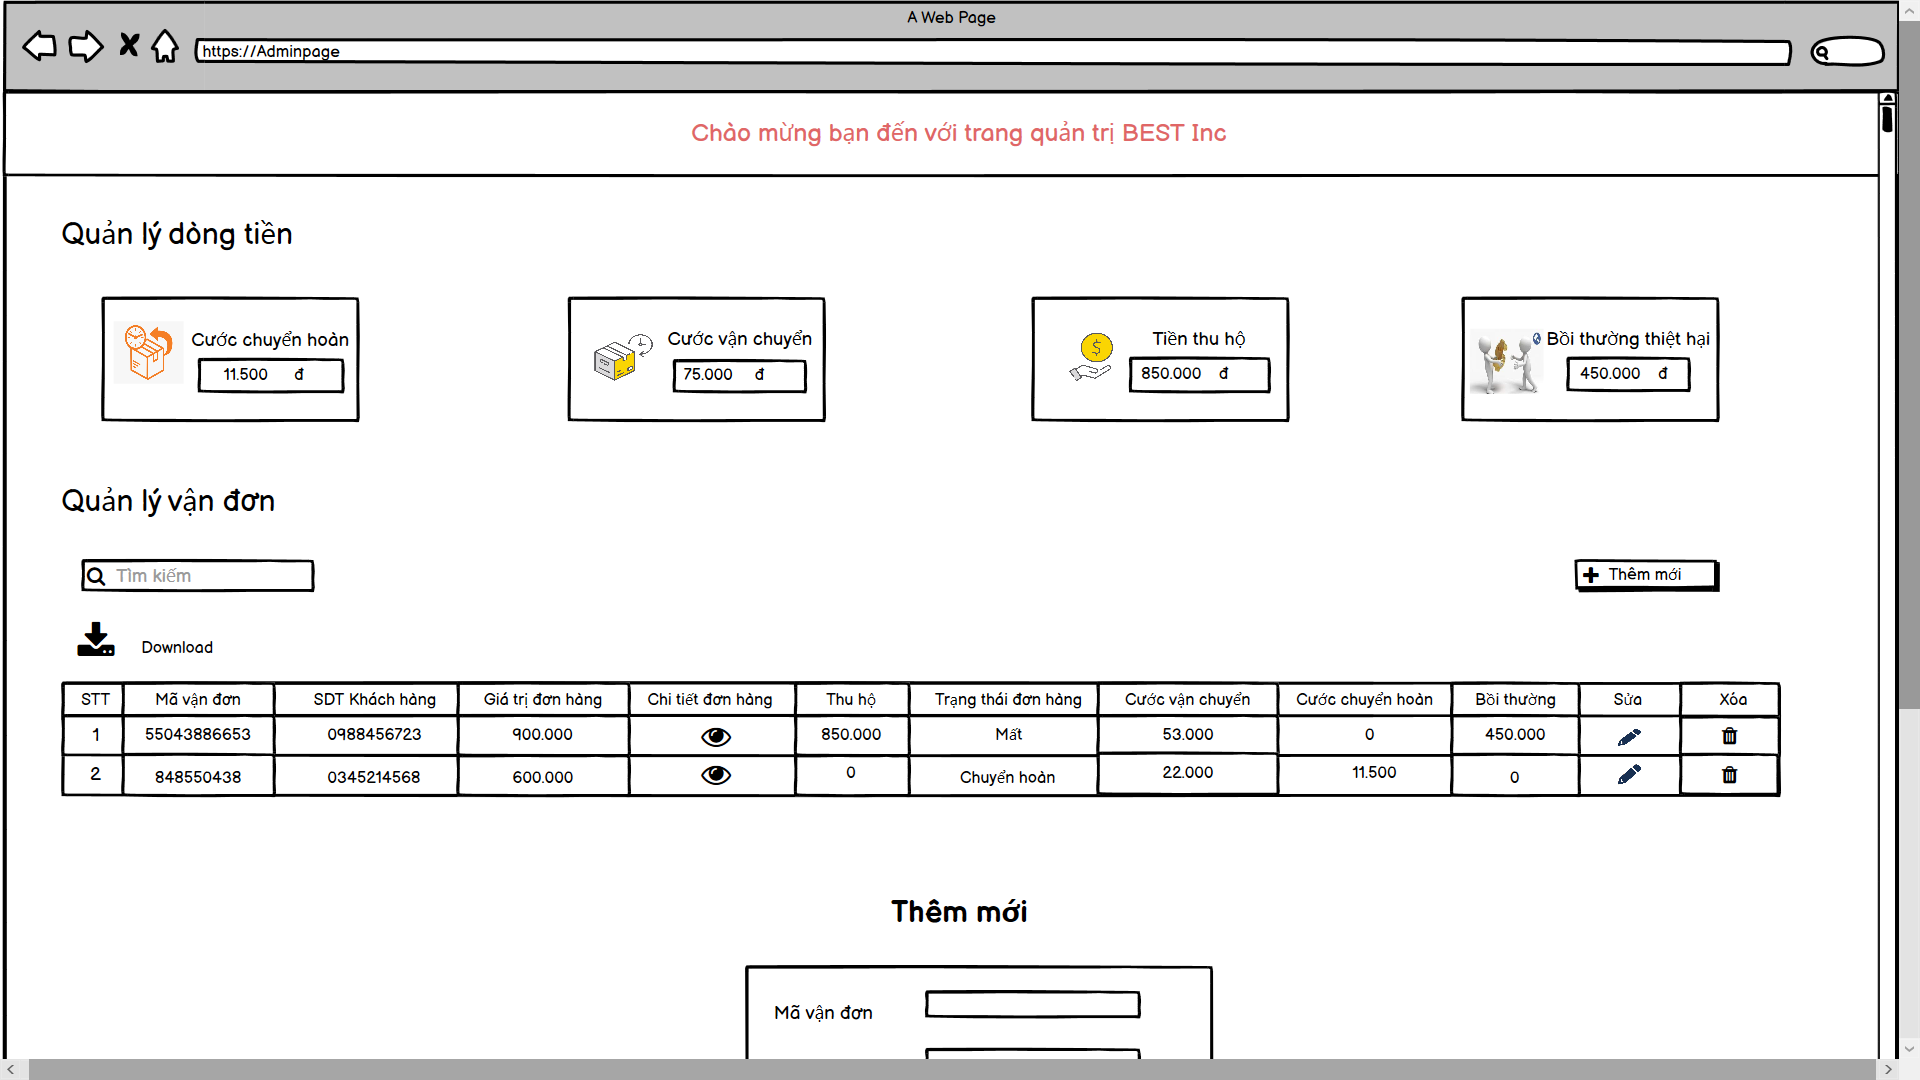 A Web Page
https://Adminpage
Chào mừng bạn đến với trang quản trị BEST Inc
Quản lý dòng tiền
Cước chuyển hoàn
11.500 đ
Cước vận chuyển
75.000 đ
Tiền thu hộ
850.000 đ
Bồi thường thiệt hại
450.000 đ
Quản lý vận đơn
Tìm kiếm
Thêm mới
Download
STT Mã vận đơn SDT Khách hàng Giá trị đơn hàng Chi tiết đơn hàng Thu hộ Trạng thái đơn hàng Cước vận chuyển Cước chuyển hoàn Bồi thường Sửa Xóa
1 55043886653 0988456723 900.000 850.000 Mất 53.000 0 450.000
2 848550438 0345214568 600.000 0 Chuyển hoàn 22.000 11.500 0
Thêm mới
Mã vận đơn